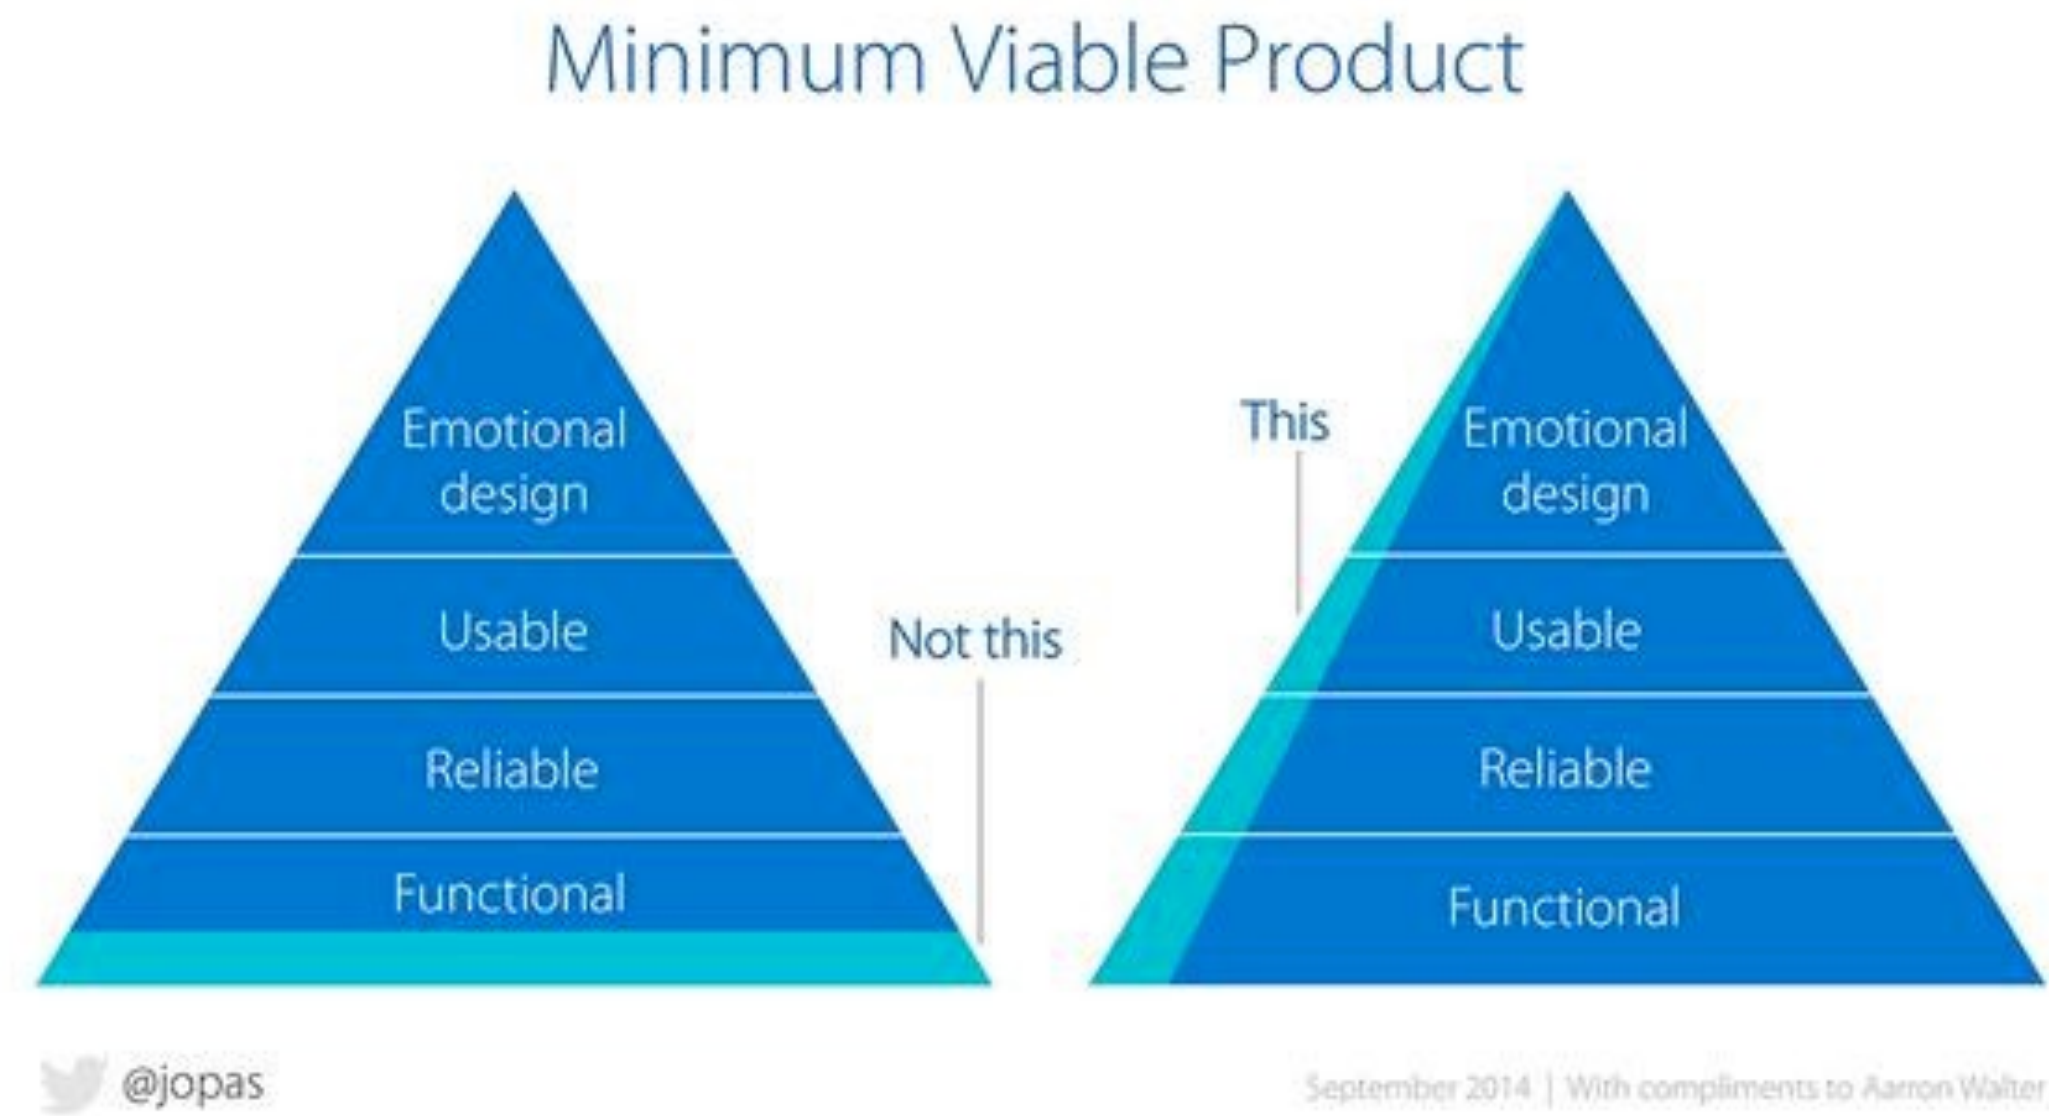 Minimum Viable Product
Emotional
design
Usable
Reliable
Functional
Not this
This
Emotional
design
Usable
Reliable
Functional
@jopas
September 2014 | With compliments to Aarron Walter